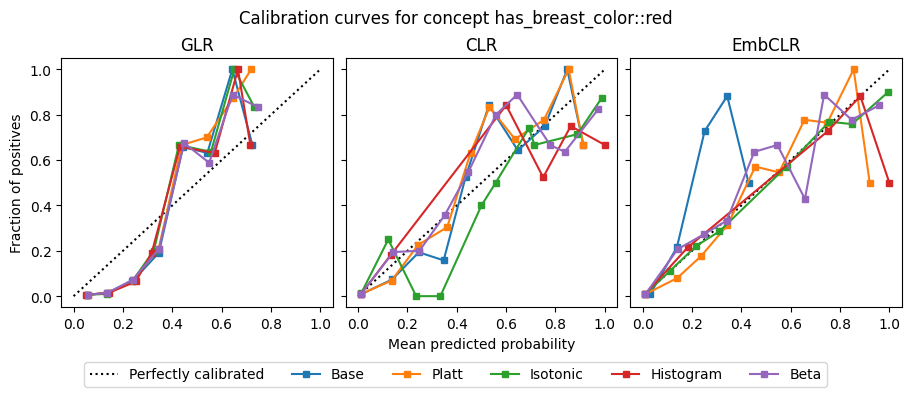 Calibration curves for concept has_breast_color::red
GLR
CLR
EmbCLR
Fraction of positives
1.0
0.8
0.6
0.4
0.2
0.0
0.0 0.2 0.4 0.6 0.8 1.0
0.0 0.2 0.4 0.6 0.8 1.0
0.0 0.2 0.4 0.6 0.8 1.0
Mean predicted probability
Perfectly calibrated Base Platt Isotonic Histogram Beta